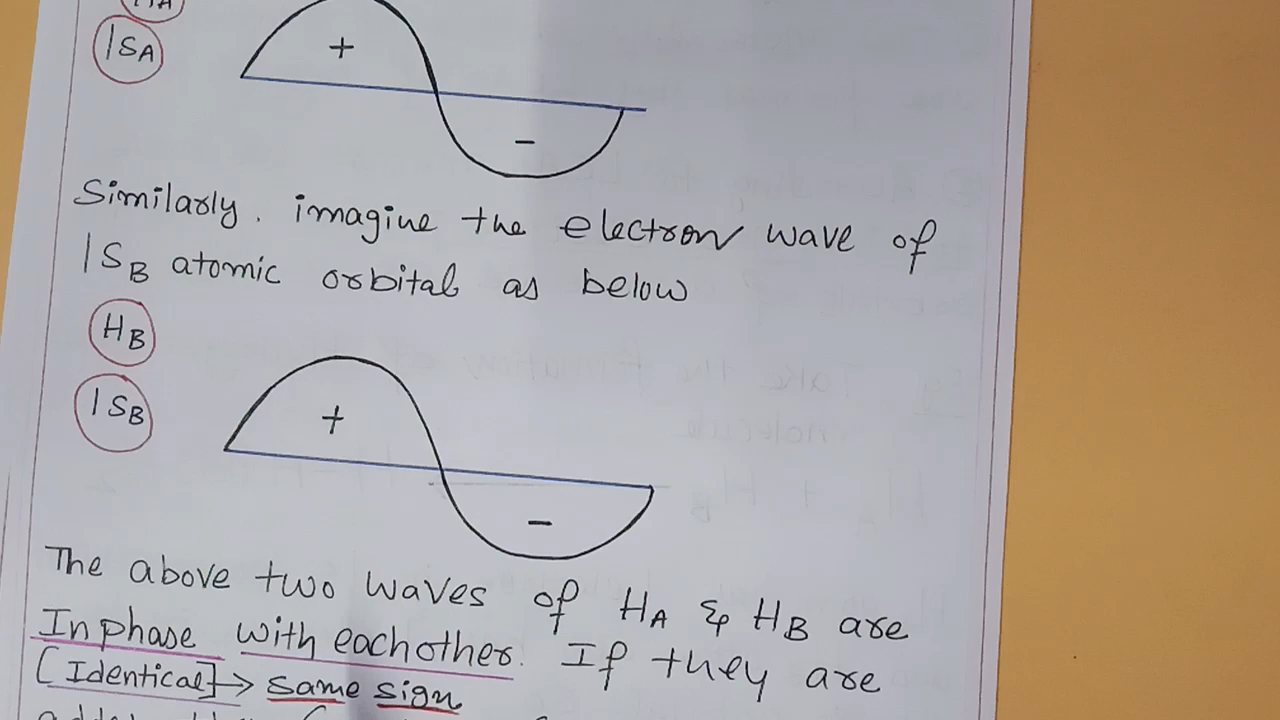 1SA
+
-
Similarly. imagine the electron wave of
1SB atomic orbital as below
HB
1SB
+
-
The above two waves of HA & HB are
Inphase with eachother. If they are
[Identical] → same sign